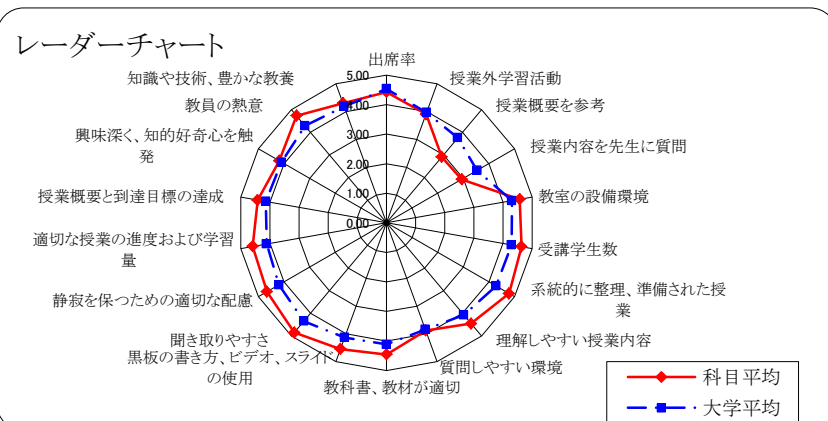 レーダーチャート
出席率
授業外学習活動
授業概要を参考
授業内容を先生に質問
教室の設備環境
受講学生数
系統的に整理、準備された授
業
理解しやすい授業内容
質問しやすい環境
教科書、教材が適切
黒板の書き方、ビデオ、スライド
の使用
聞き取りやすさ
静寂を保つための適切な配慮
適切な授業の進度および学習
量
授業概要と到達目標の達成
興味深く、知的好奇心を触
発
教員の熱意
知識や技術、豊かな教養
5.00
4.00
3.00
2.00
1.00
0.00
科目平均
大学平均